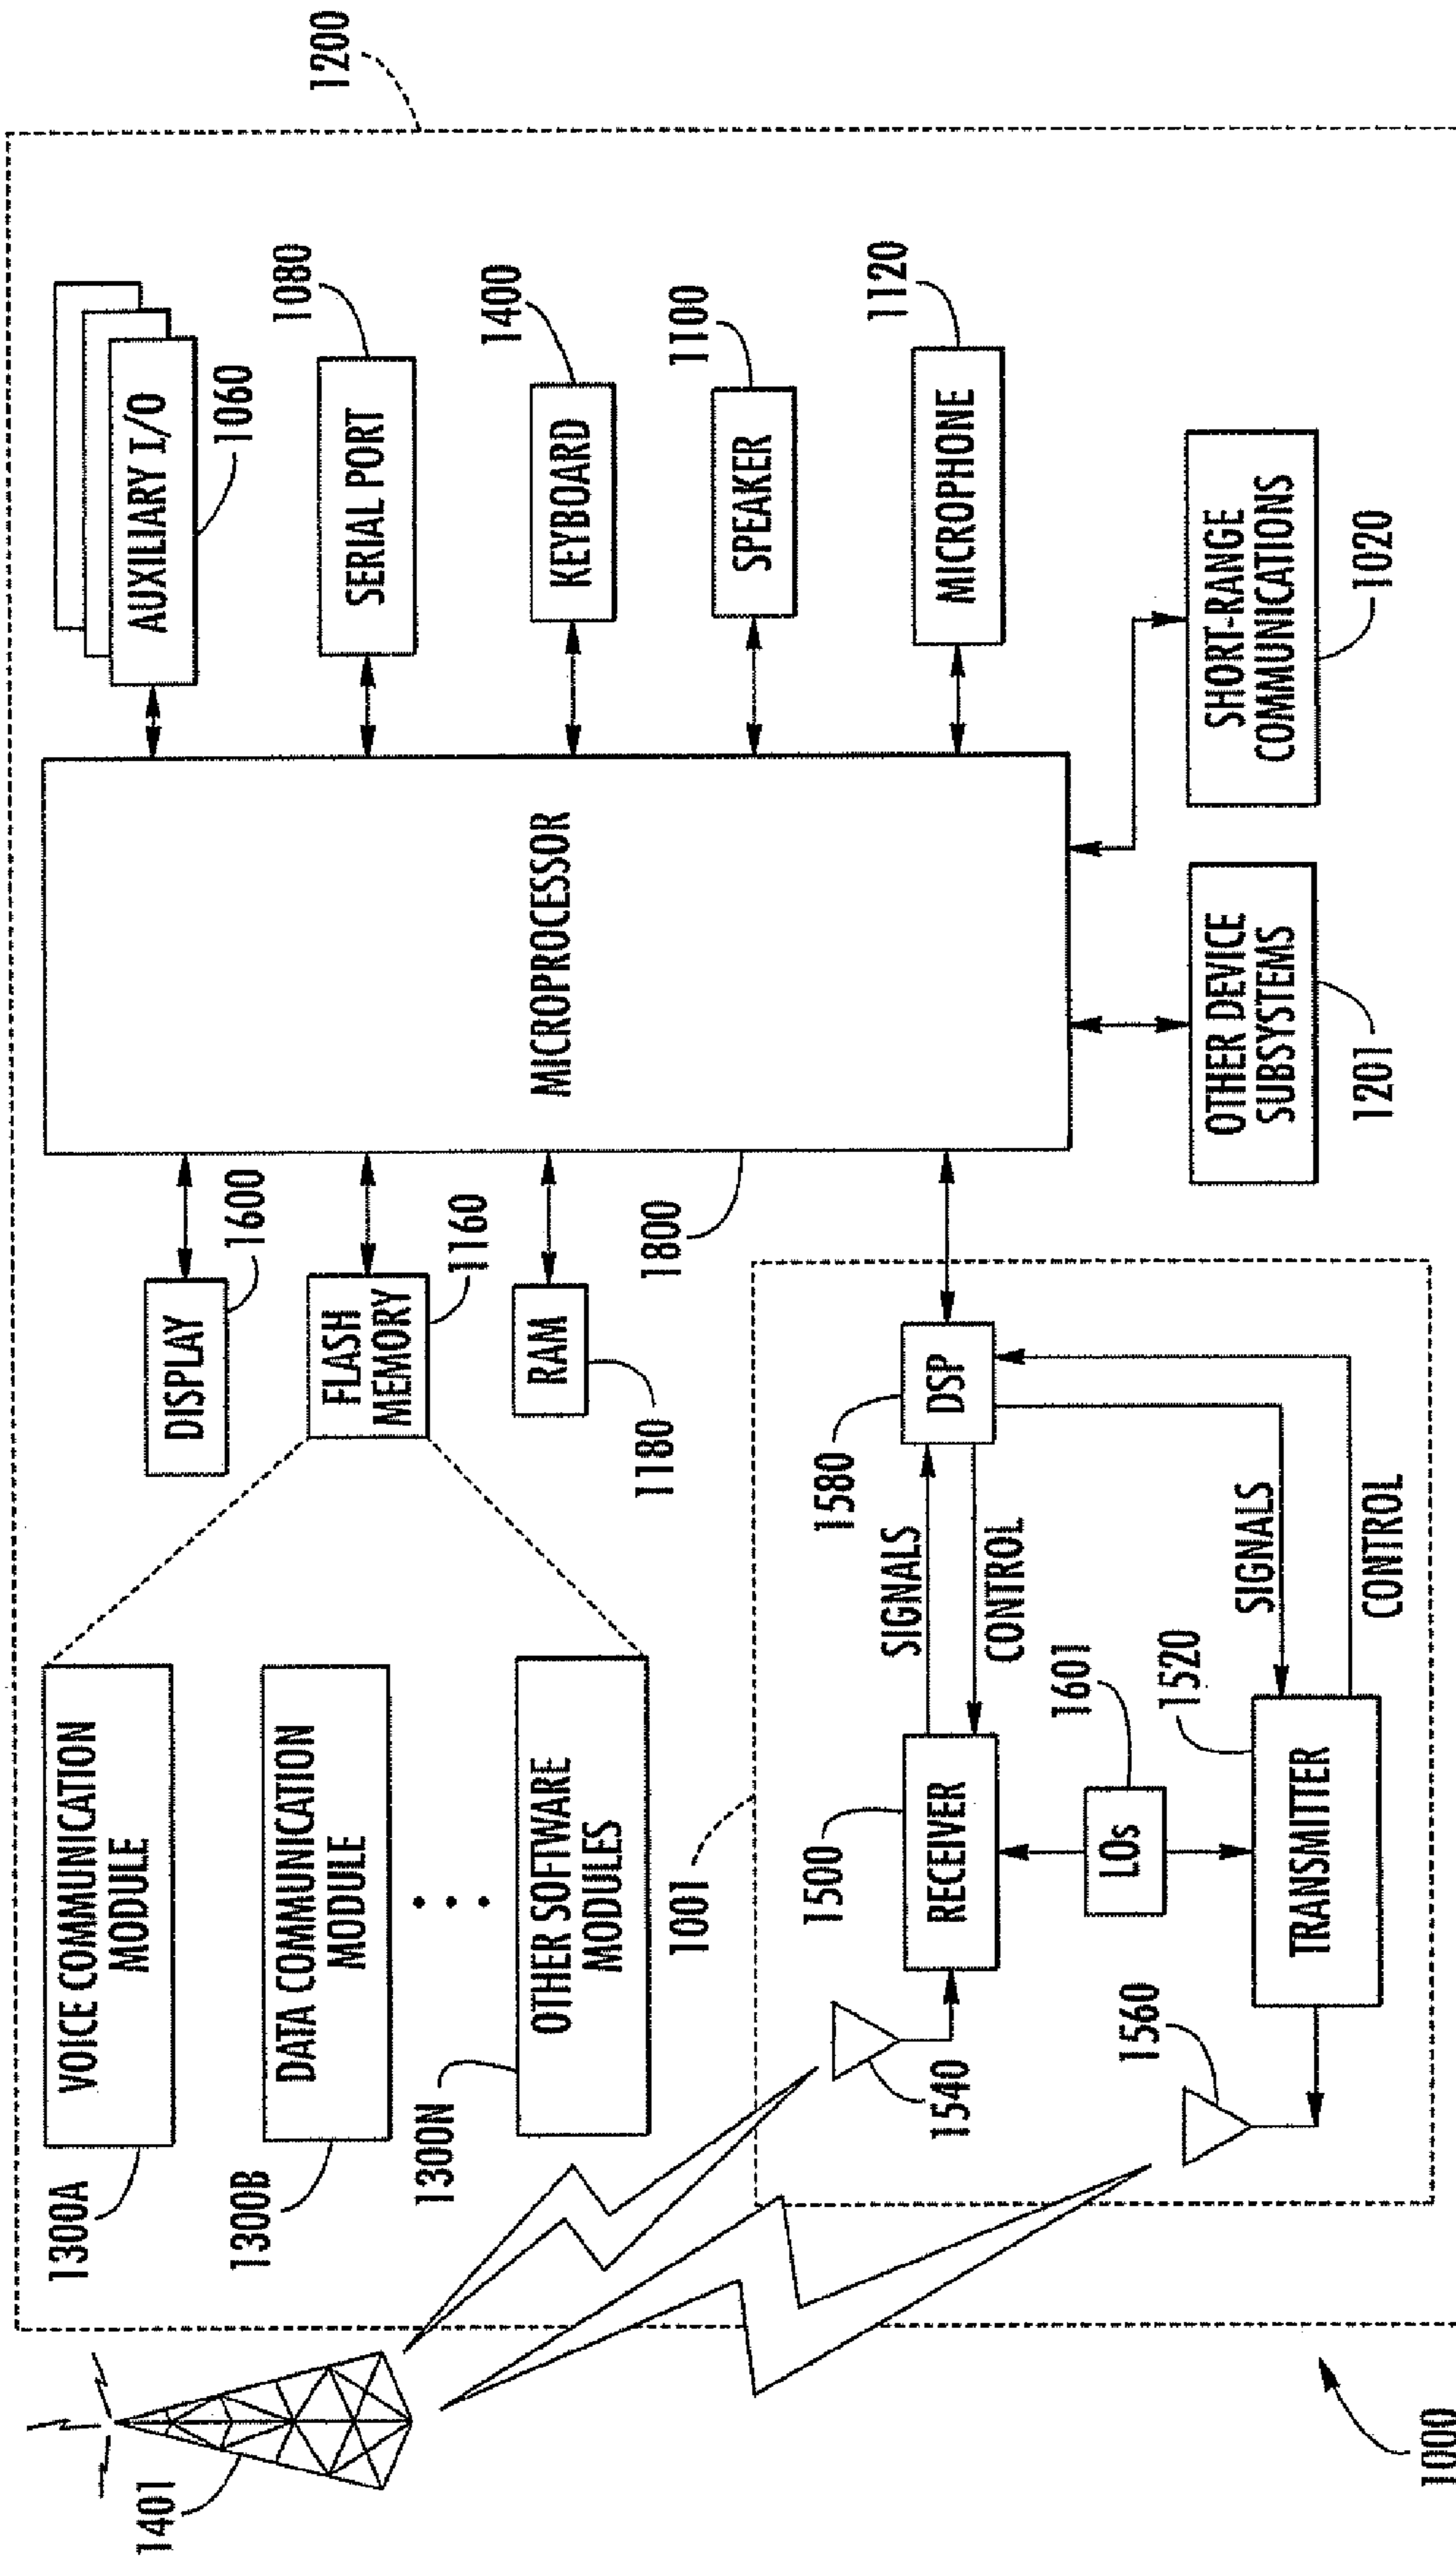 1200
AUXILIARY I/O
1060
SERIAL PORT
1080
KEYBOARD
1400
SPEAKER
1100
MICROPHONE
1120
SHORT-RANGE
COMMUNICATIONS
1020
MICROPROCESSOR
1800
OTHER DEVICE
SUBSYSTEMS
1201
DISPLAY
1600
FLASH
MEMORY
1160
RAM
1180
VOICE COMMUNICATION
MODULE
1300A
DATA COMMUNICATION
MODULE
1300B
• • •
OTHER SOFTWARE
MODULES
1300N
1001
DSP
1580
SIGNALS
CONTROL
RECEIVER
1500
LOs
1601
SIGNALS
CONTROL
TRANSMITTER
1520
1540
1560
1401
1000